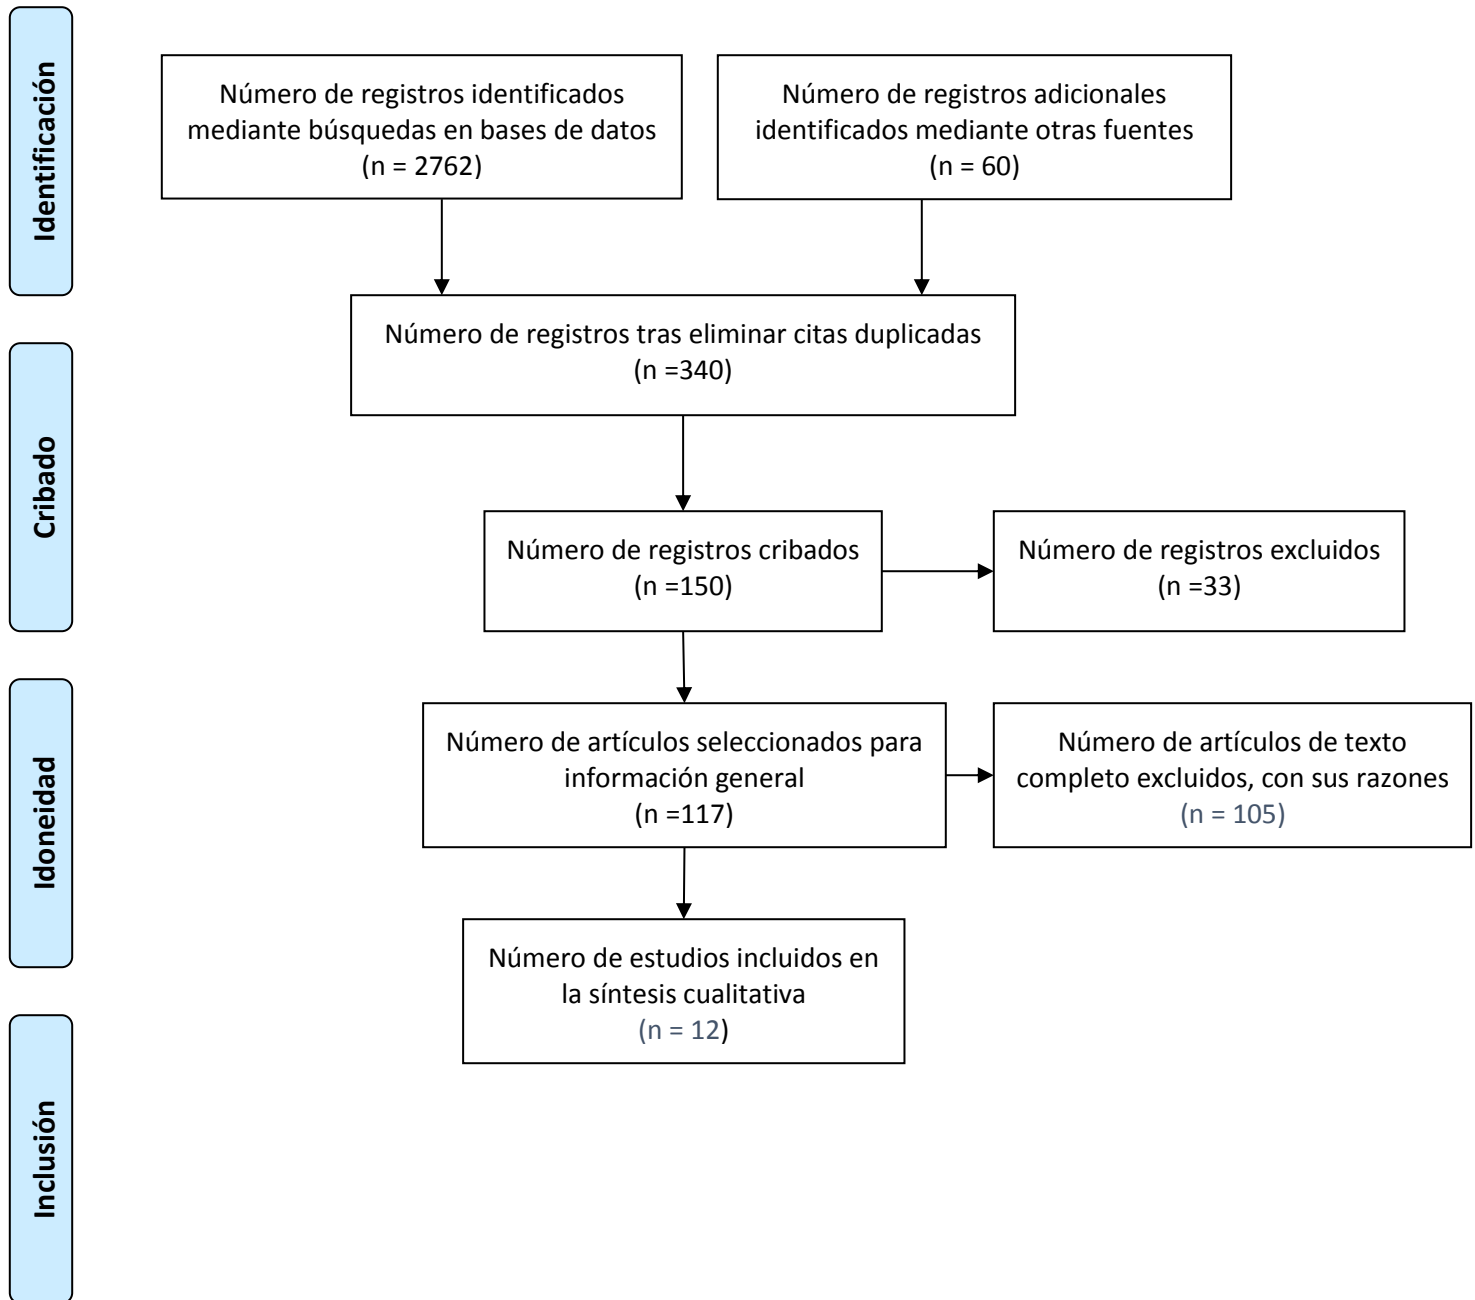 Identificación
Número de registros identificados
mediante búsquedas en bases de datos
(n = 2762)
Número de registros adicionales
identificados mediante otras fuentes
(n = 60)
Número de registros tras eliminar citas duplicadas
(n =340)
Cribado
Número de registros cribados
(n =150)
Número de registros excluidos
(n =33)
Idoneidad
Número de artículos seleccionados para
información general
(n =117)
Número de artículos de texto
completo excluidos, con sus razones
(n = 105)
Número de estudios incluidos en
la síntesis cualitativa
(n = 12)
Inclusión